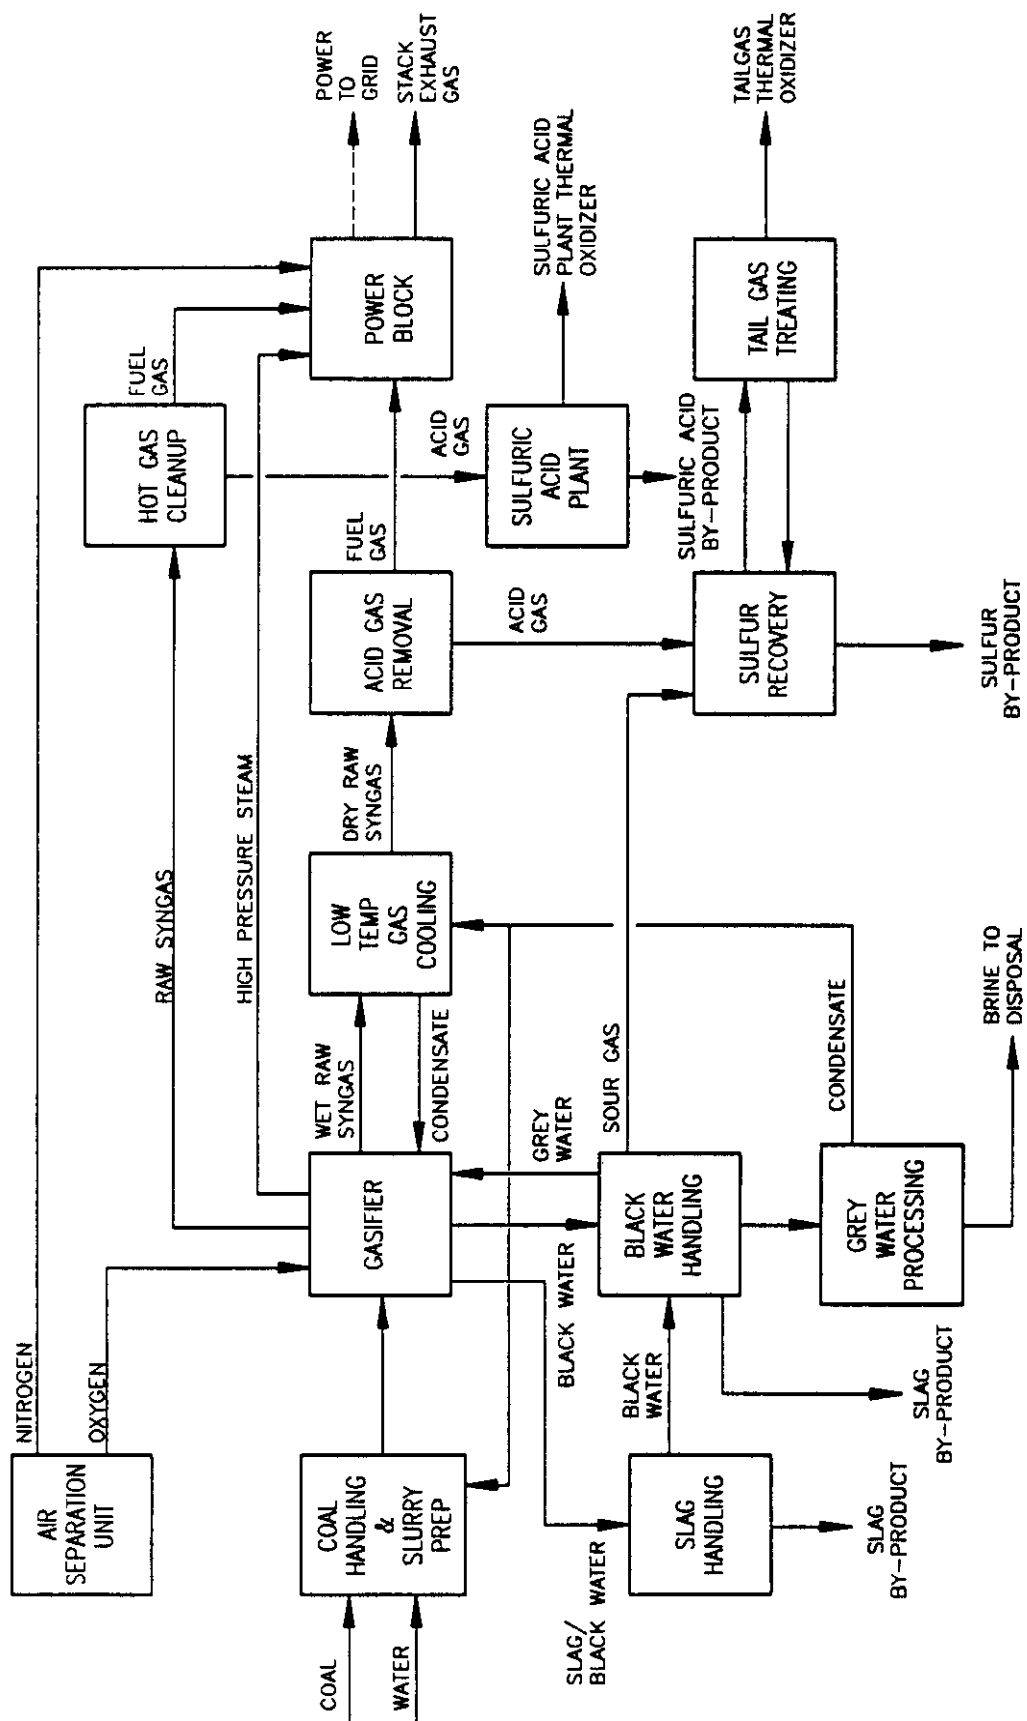 NITROGEN
AIR
SEPARATION
UNIT
OXYGEN
RAW SYNGAS
HOT GAS
CLEANUP
FUEL
GAS
HIGH PRESSURE STEAM
COAL
WATER
COAL
HANDLING
&
SLURRY
PREP
GASIFIER
WET RAW
SYNGAS
CONDENSATE
LOW
TEMP
GAS
COOLING
DRY RAW
SYNGAS
ACID GAS
REMOVAL
FUEL
GAS
POWER
BLOCK
POWER
TO
GRID
STACK
EXHAUST
GAS
ACID
GAS
SULFURIC
ACID
PLANT
SULFURIC ACID
PLANT THERMAL
OXIDIZER
SULFURIC ACID
BY-PRODUCT
ACID
GAS
GREY
WATER
BLACK WATER
SLAG/
BLACK WATER
SLAG
HANDLING
BLACK
WATER
BLACK
WATER
HANDLING
SOUR GAS
SULFUR
RECOVERY
TAIL GAS
TREATING
TAILGAS
THERMAL
OXIDIZER
GREY
WATER
PROCESSING
CONDENSATE
SLAG
BY-PRODUCT
SLAG
BY-PRODUCT
BRINE TO
DISPOSAL
SULFUR
BY-PRODUCT